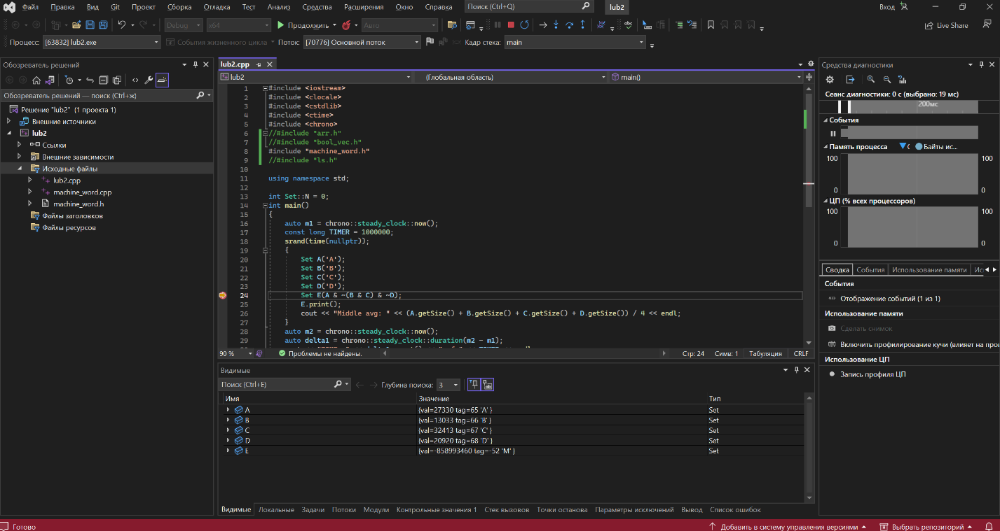 Файл Правка Вид Git Проект Сборка Отладка Тест Анализ Средства Расширения Окно Справка Поиск (Ctrl+Q) lub2 Вход
Debug x64 Продолжить Авто Live Share
Процесс: [63832] lub2.exe События жизненного цикла Поток: [70776] Основной поток Кадр стека: main
Обозреватель решений
Обозреватель решений — поиск (Ctrl+ж)
Решение "lub2" (1 проекта 1)
Внешние источники
lub2
Ссылки
Внешние зависимости
Исходные файлы
lub2.cpp
machine_word.cpp
machine_word.h
Файлы заголовков
Файлы ресурсов
lub2.cpp
lub2 (Глобальная область) main()
1 #include <iostream>
2 #include <clocale>
3 #include <cstdlib>
4 #include <ctime>
5 #include <chrono>
6 //#include "arr.h"
7 //#include "bool_vec.h"
8 #include "machine_word.h"
9 //#include "ls.h"
10
11 using namespace std;
12
13 int Set::N = 0;
14 int main()
15 {
16 auto m1 = chrono::steady_clock::now();
17 const long TIMER = 1000000;
18 srand(time(nullptr));
19 {
20 Set A('A');
21 Set B('B');
22 Set C('C');
23 Set D('D');
24 Set E(A & ~(B & C) & ~D);
25 E.print();
26 cout << "Middle avg: " << (A.getSize() + B.getSize() + C.getSize() + D.getSize()) / 4 << endl;
27 }
28 auto m2 = chrono::steady_clock::now();
29 auto delta1 = chrono::steady_clock::duration(m2 - m1);
90 % Проблемы не найдены. Стр: 24 Симв: 1 Табуляция CRLF
Видимые
Поиск (Ctrl+E) Глубина поиска: 3
Имя Значение Тип
A {val=27330 tag=65 'A' } Set
B {val=13033 tag=66 'B' } Set
C {val=32413 tag=67 'C' } Set
D {val=20920 tag=68 'D' } Set
E {val=-858993460 tag=-52 'М' } Set
Видимые Локальные Задачи Потоки Модули Контрольные значения 1 Стек вызовов Точки останова Параметры исключений Вывод Список ошибок
Средства диагностики
Сеанс диагностики: 0 с (выбрано: 19 мс)
200мс
События
Память процесса Байты ис...
100 100
0 0
ЦП (% всех процессоров)
100 100
0 0
Сводка События Использование памяти Ис
События
Отображение событий (1 из 1)
Использование памяти
Сделать снимок
Включить профилирование кучи (влияет на про
Использование ЦП
Запись профиля ЦП
Готово Добавить в систему управления версиями Выбрать репозиторий